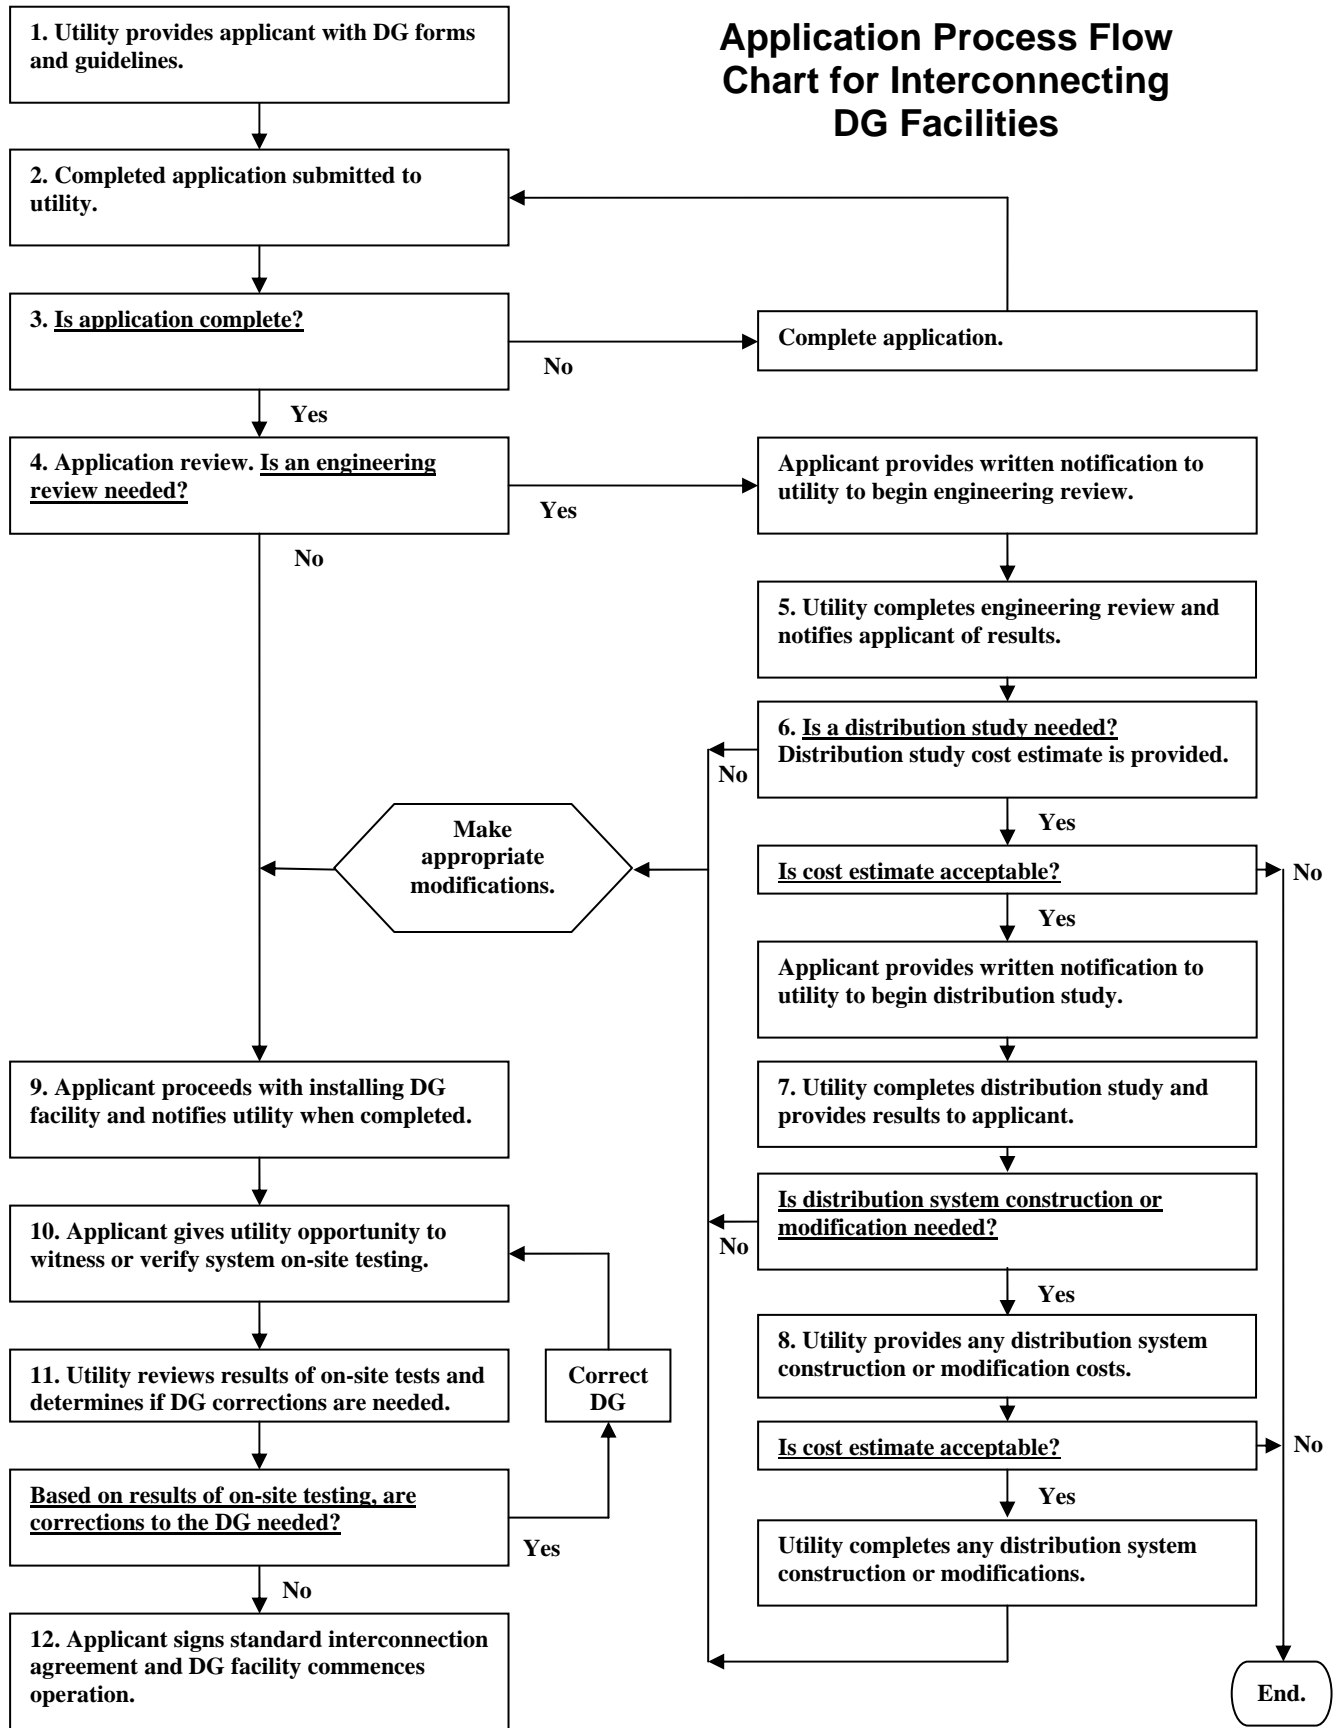 Application Process Flow
Chart for Interconnecting
DG Facilities
1. Utility provides applicant with DG forms
and guidelines.
2. Completed application submitted to
utility.
3. Is application complete?
No
Complete application.
Yes
4. Application review. Is an engineering
review needed?
Yes
Applicant provides written notification to
utility to begin engineering review.
No
5. Utility completes engineering review and
notifies applicant of results.
6. Is a distribution study needed?
Distribution study cost estimate is provided.
No
Yes
Make
appropriate
modifications.
Is cost estimate acceptable?
No
Yes
Applicant provides written notification to
utility to begin distribution study.
9. Applicant proceeds with installing DG
facility and notifies utility when completed.
7. Utility completes distribution study and
provides results to applicant.
10. Applicant gives utility opportunity to
witness or verify system on-site testing.
Is distribution system construction or
modification needed?
No
Yes
11. Utility reviews results of on-site tests and
determines if DG corrections are needed.
Correct
DG
8. Utility provides any distribution system
construction or modification costs.
Is cost estimate acceptable?
No
Yes
Based on results of on-site testing, are
corrections to the DG needed?
Yes
No
Utility completes any distribution system
construction or modifications.
12. Applicant signs standard interconnection
agreement and DG facility commences
operation.
End.